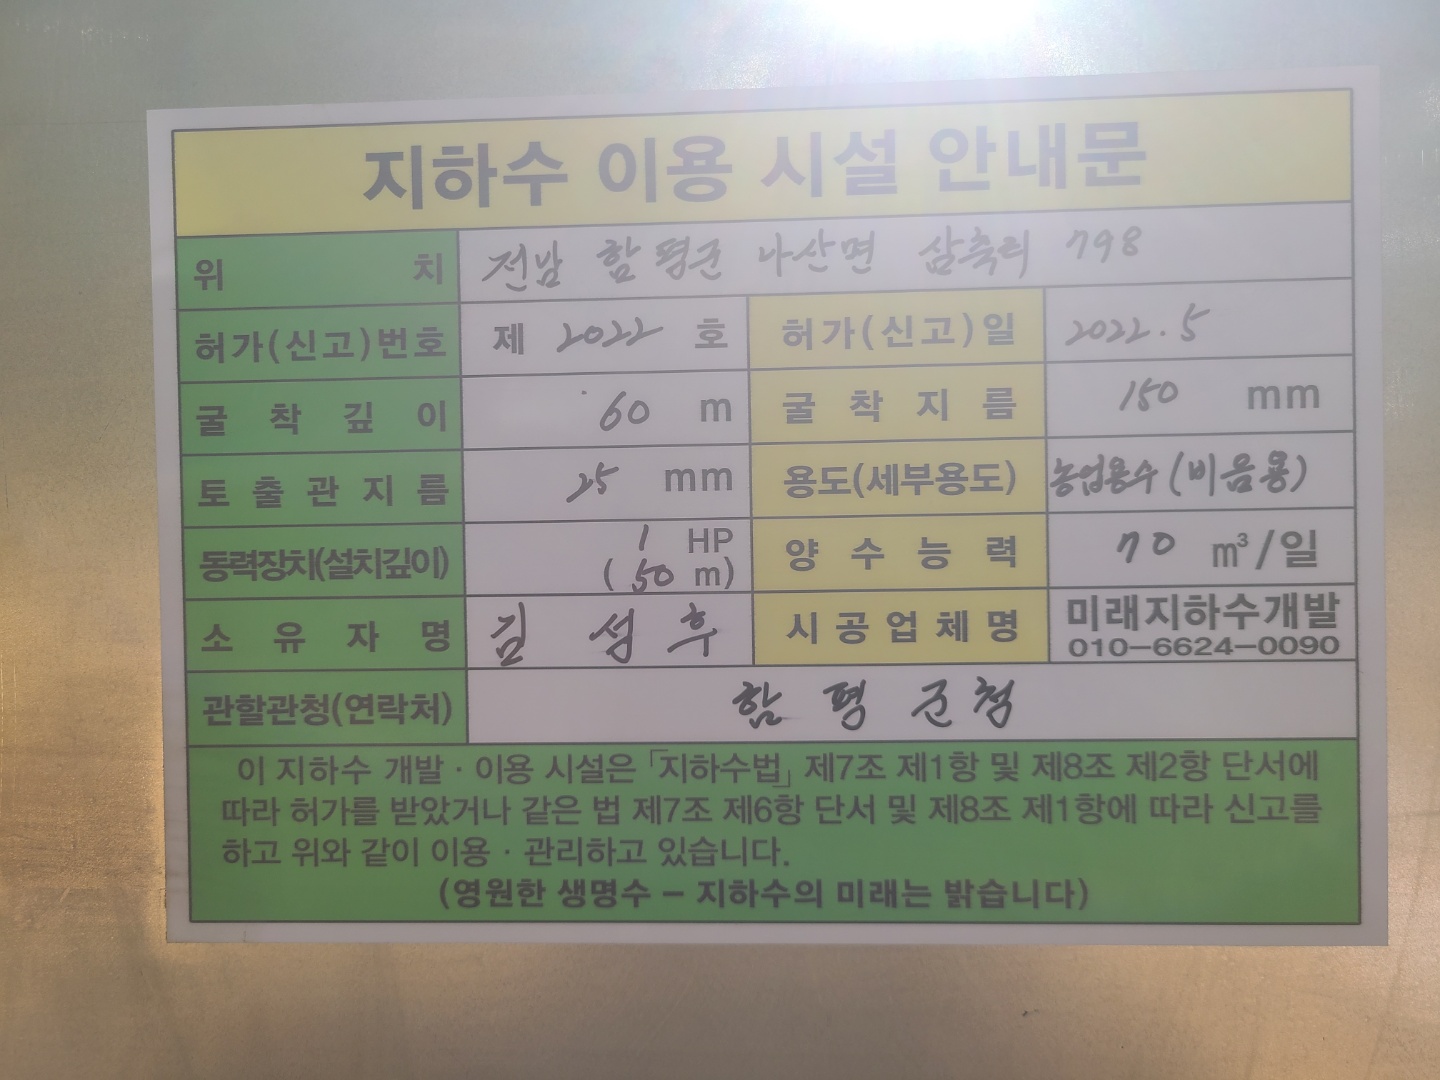 지하수 이용 시설 안내문
위 치 전남 함평군 나산면 삼축리 798
허가(신고)번호 제 2022 호 허가(신고)일 2022.5
굴착깊이 60 m 굴착지름 150 mm
토출관지름 25 mm 용도(세부용도) 농업용수(비음용)
동력장치(설치깊이) 1 HP (50 m) 양수능력 70 m³/일
소유자명 김성후 시공업체명 미래지하수개발 010-6624-0090
관할관청(연락처) 함평군청
이 지하수 개발·이용 시설은 「지하수법」 제7조 제1항 및 제8조 제2항 단서에
따라 허가를 받았거나 같은 법 제7조 제6항 단서 및 제8조 제1항에 따라 신고를
하고 위와 같이 이용·관리하고 있습니다.
(영원한 생명수 - 지하수의 미래는 밝습니다)